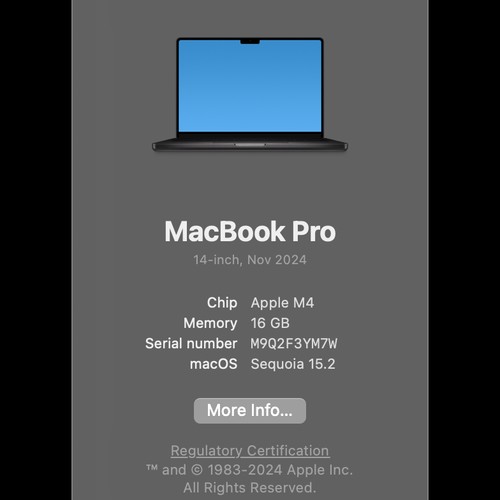 MacBook Pro
14-inch, Nov 2024
Chip Apple M4
Memory 16 GB
Serial number M9Q2F3YM7W
macOS Sequoia 15.2
More Info...
Regulatory Certification
™ and © 1983-2024 Apple Inc.
All Rights Reserved.